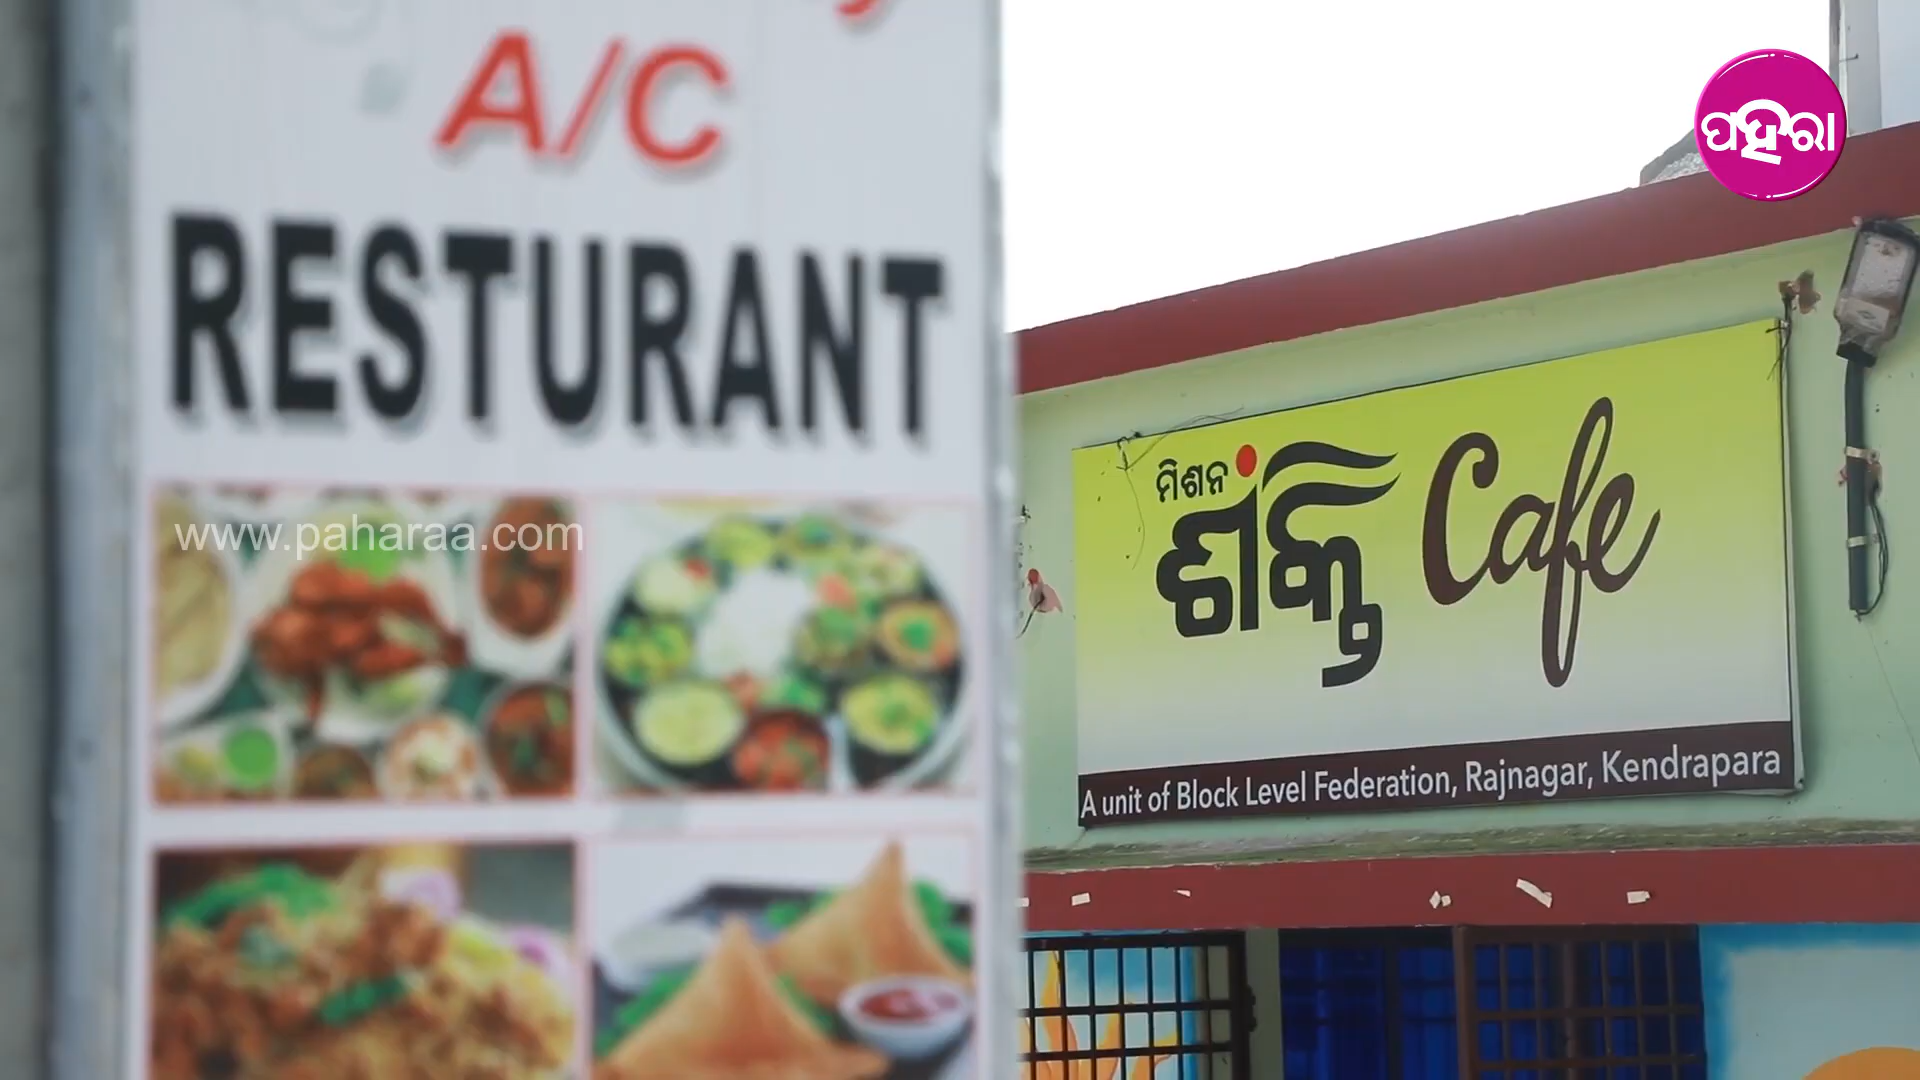 A/C
RESTURANT
www.paharaa.com
ପହରା
ମିଶନ
ଶକ୍ତି Cafe
A unit of Block Level Federation, Rajnagar, Kendrapara